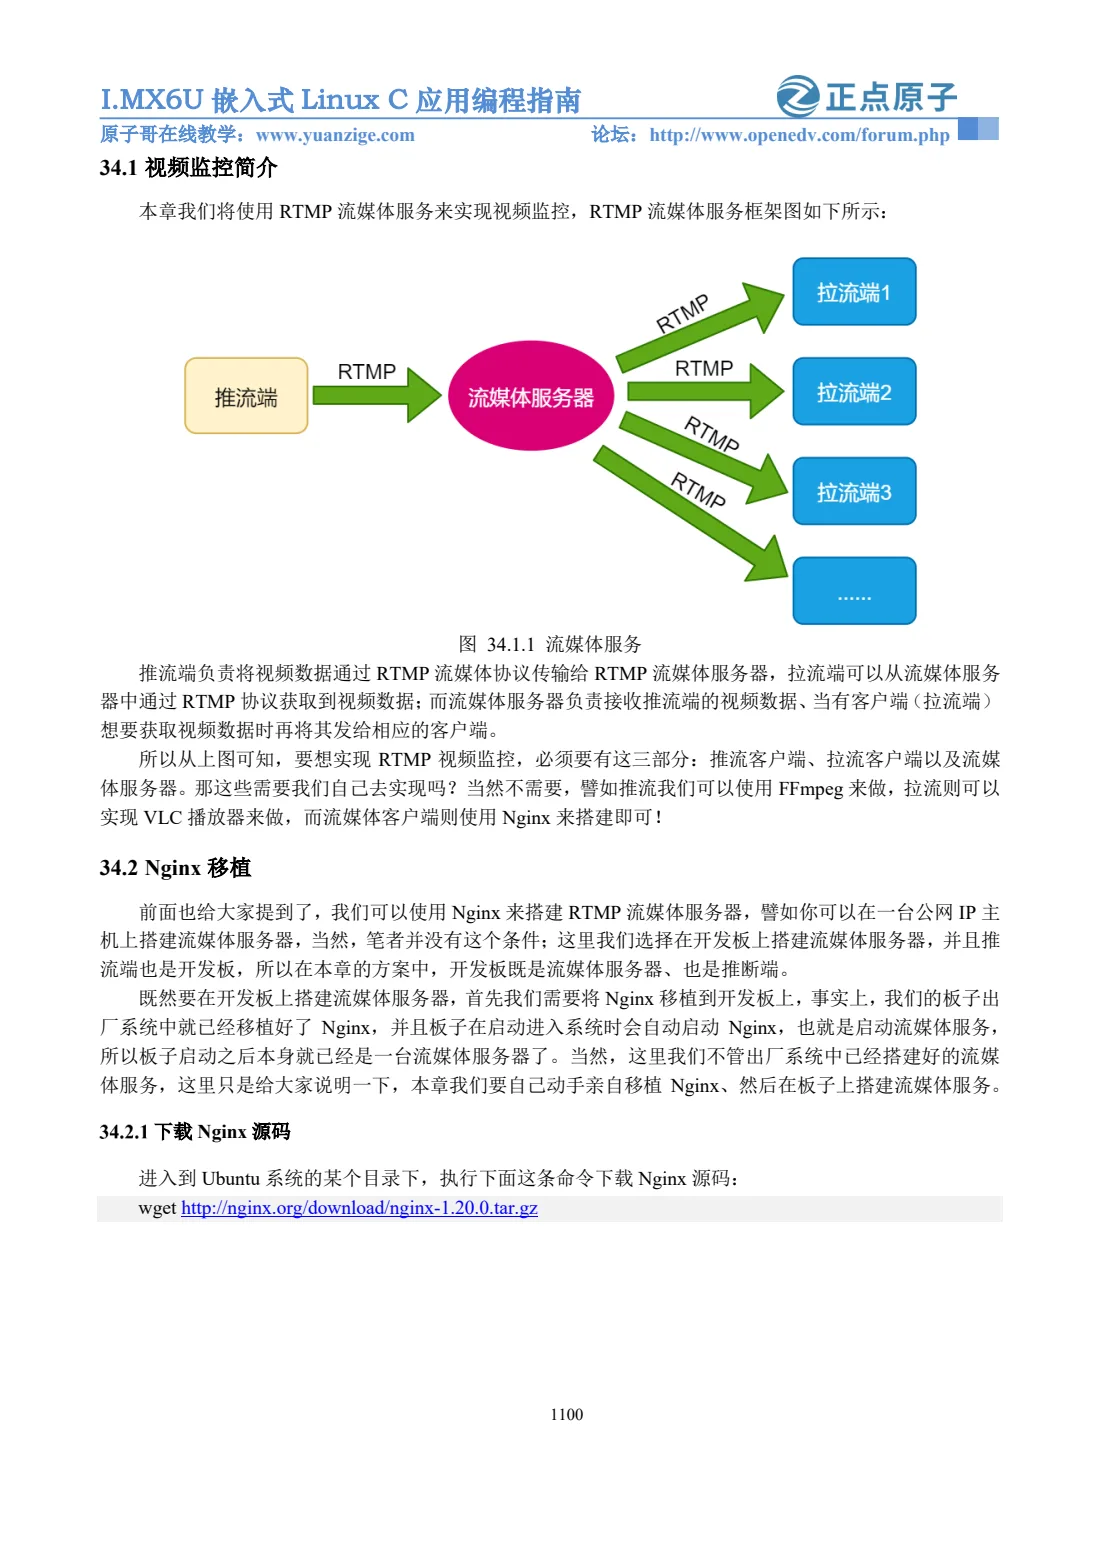 I.MX6U 嵌入式 Linux C 应用编程指南
正点原子
原子哥在线教学：www.yuanzige.com 论坛：http://www.openedv.com/forum.php
34.1 视频监控简介
本章我们将使用 RTMP 流媒体服务来实现视频监控，RTMP 流媒体服务框架图如下所示：
推流端
RTMP
流媒体服务器
RTMP
RTMP
RTMP
RTMP
拉流端1
拉流端2
拉流端3
......
图 34.1.1 流媒体服务
推流端负责将视频数据通过 RTMP 流媒体协议传输给 RTMP 流媒体服务器，拉流端可以从流媒体服务
器中通过 RTMP 协议获取到视频数据；而流媒体服务器负责接收推流端的视频数据、当有客户端（拉流端）
想要获取视频数据时再将其发给相应的客户端。
所以从上图可知，要想实现 RTMP 视频监控，必须要有这三部分：推流客户端、拉流客户端以及流媒
体服务器。那这些需要我们自己去实现吗？当然不需要，譬如推流我们可以使用 FFmpeg 来做，拉流则可以
实现 VLC 播放器来做，而流媒体客户端则使用 Nginx 来搭建即可！
34.2 Nginx 移植
前面也给大家提到了，我们可以使用 Nginx 来搭建 RTMP 流媒体服务器，譬如你可以在一台公网 IP 主
机上搭建流媒体服务器，当然，笔者并没有这个条件；这里我们选择在开发板上搭建流媒体服务器，并且推
流端也是开发板，所以在本章的方案中，开发板既是流媒体服务器、也是推断端。
既然要在开发板上搭建流媒体服务器，首先我们需要将 Nginx 移植到开发板上，事实上，我们的板子出
厂系统中就已经移植好了 Nginx，并且板子在启动进入系统时会自动启动 Nginx，也就是启动流媒体服务，
所以板子启动之后本身就已经是一台流媒体服务器了。当然，这里我们不管出厂系统中已经搭建好的流媒
体服务，这里只是给大家说明一下，本章我们要自己动手亲自移植 Nginx、然后在板子上搭建流媒体服务。
34.2.1 下载 Nginx 源码
进入到 Ubuntu 系统的某个目录下，执行下面这条命令下载 Nginx 源码：
wget http://nginx.org/download/nginx-1.20.0.tar.gz
1100